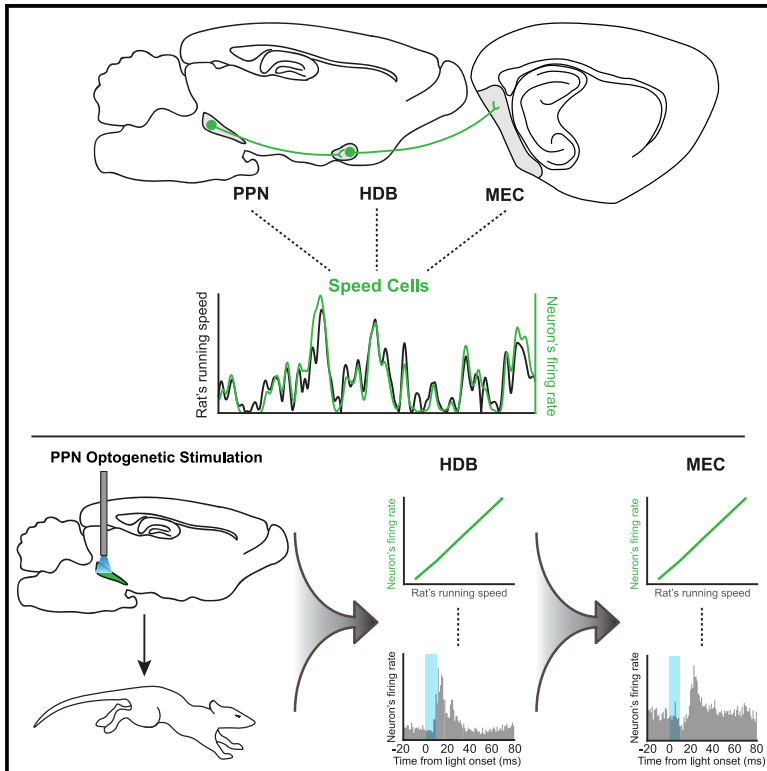 PPN HDB MEC
Speed Cells
Rat's running speed
Neuron's firing rate
PPN Optogenetic Stimulation
HDB
Neuron's firing rate
Rat's running speed
Neuron's firing rate
-20 0 20 40 60 80
Time from light onset (ms)
MEC
Neuron's firing rate
Rat's running speed
Neuron's firing rate
-20 0 20 40 60 80
Time from light onset (ms)